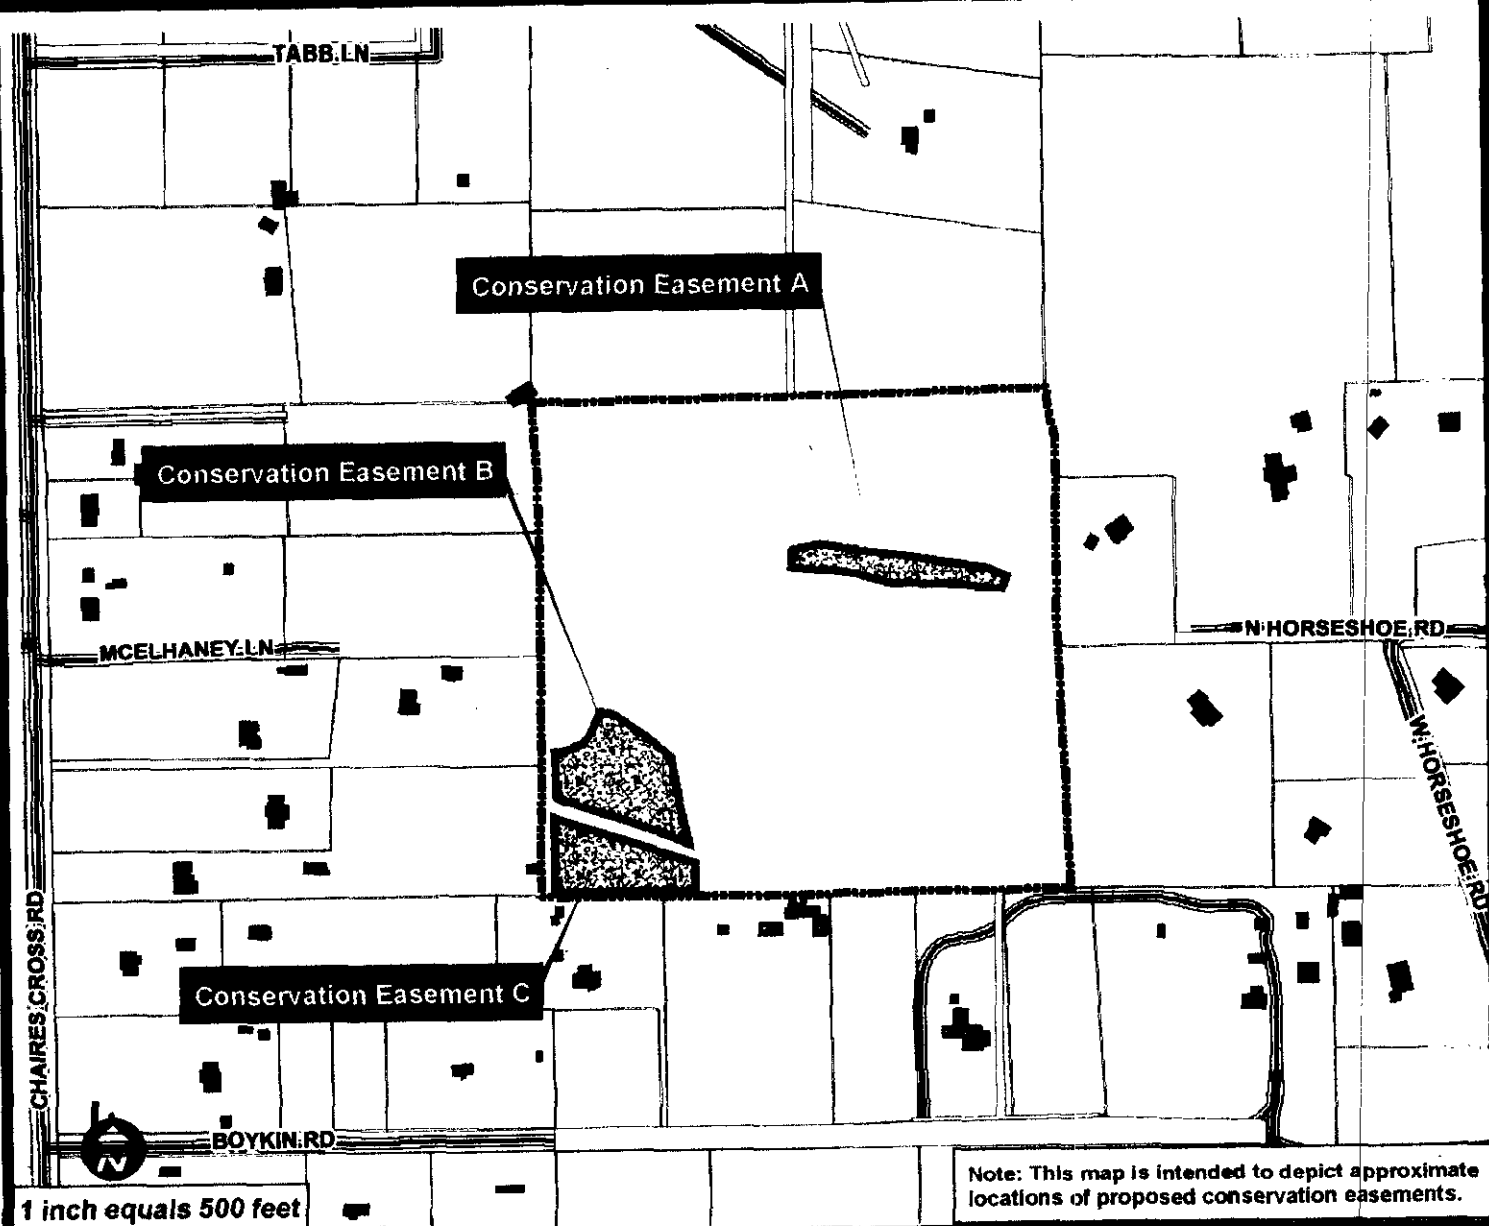 TABB LN
Conservation Easement A
Conservation Easement B
N HORSESHOE RD
MCELHANEY LN
W HORSESHOE RD
CHAIRES CROSS RD
Conservation Easement C
BOYKIN RD
N
1 inch equals 500 feet
Note: This map is intended to depict approximate
locations of proposed conservation easements.